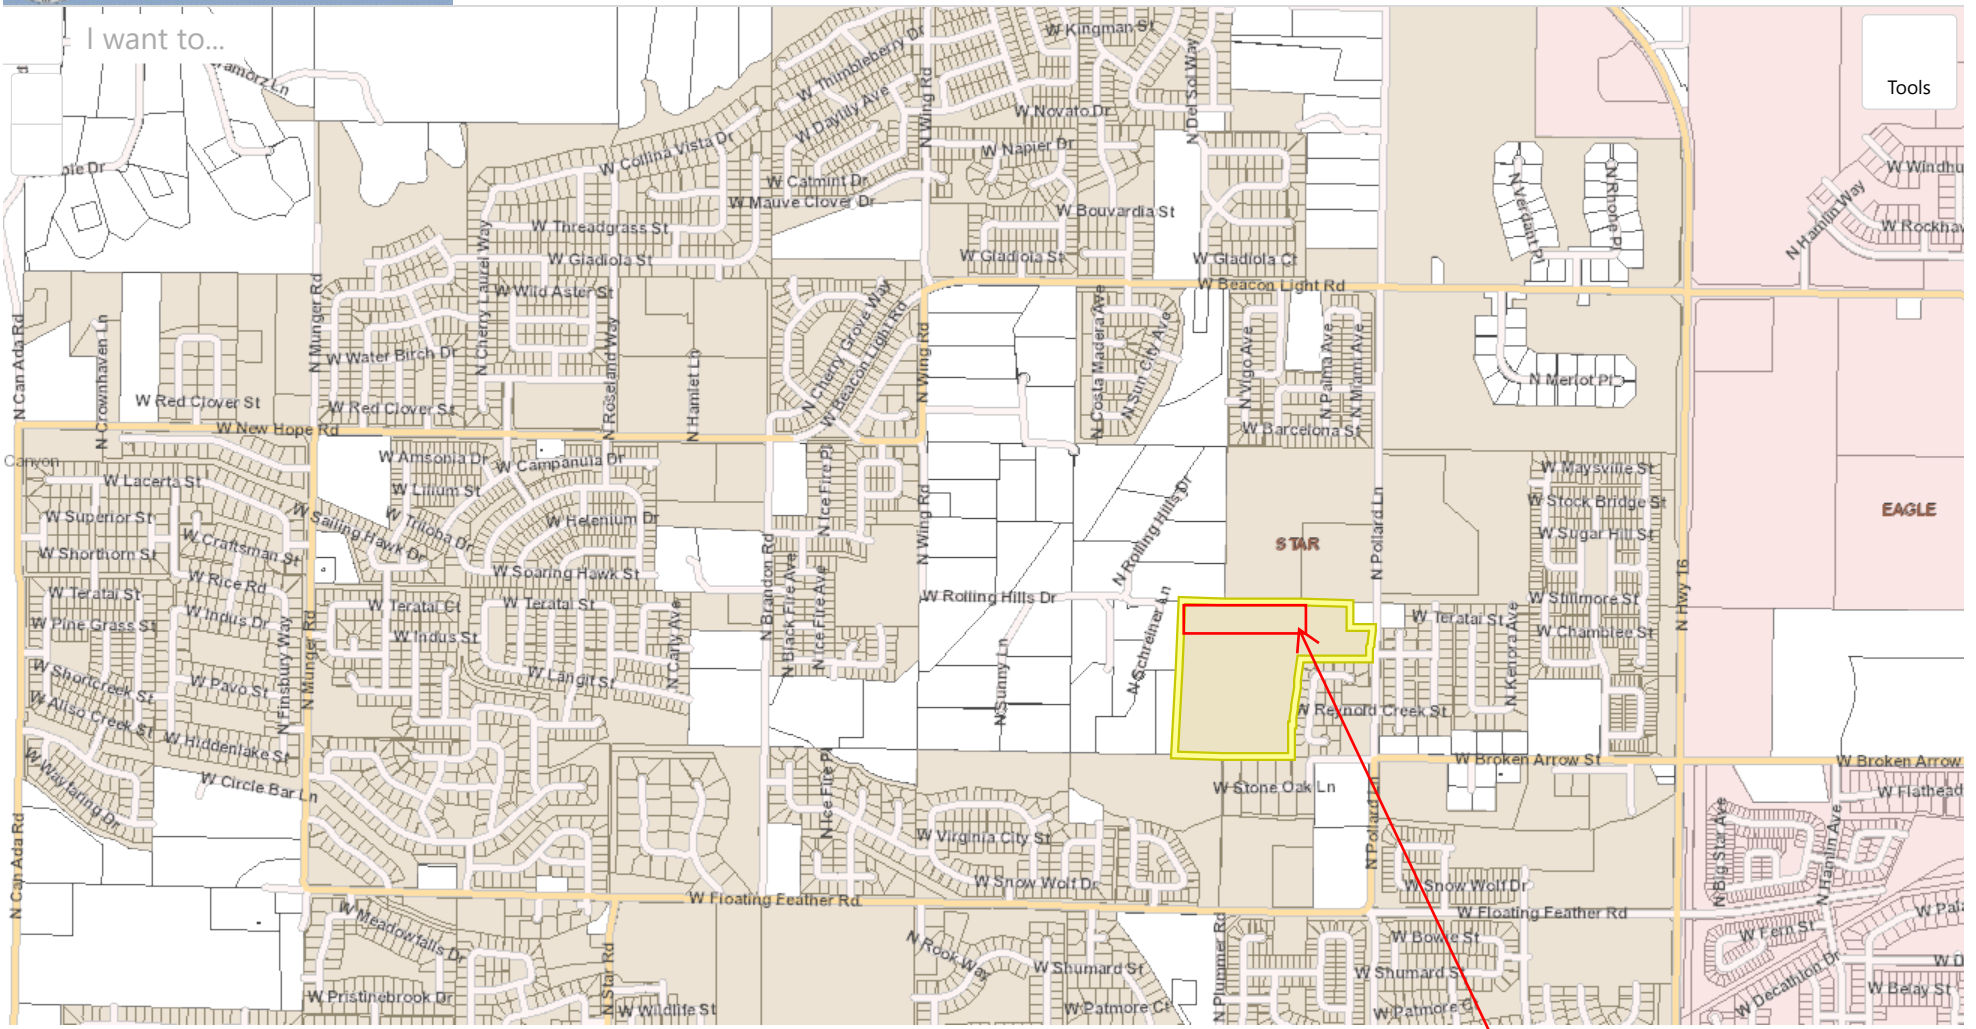 I want to...
Tools
W Kingman St
W Thimbleberry Dr
N Wing Rd
N Del Sol Way
W Daylily Ave
W Novato Dr
W Collina Vista Dr
W Napier Dr
W Catmint Dr
W Mauve Clover Dr
W Bouvardia St
N Verdant Pl
N Rhone Pl
N Hamlin Way
W Threadgrass St
W Gladiola St
W Gladiola St
W Gladiola Ct
W Beacon Light Rd
W Wild Aster St
N Cherry Laurel Way
N Munger Rd
N Can Ada Rd
N Crownhaven Ln
W Water Birch Dr
N Roseland Way
N Hamlet Ln
N Cherry Grove Way
W Beacon Light Rd
N Wing Rd
N Costa Madera Ave
N Sun City Ave
N Vigo Ave
N Palma Ave
N Miami Ave
N Merlot Pl
W Red Clover St
W Red Clover St
W New Hope Rd
W Barcelona St
Canyon
W Amsonia Dr
W Campanula Dr
W Lacerta St
W Lilium St
N Ice Fire Pl
N Wing Rd
N Rolling Hills Dr
N Pollard Ln
W Maysville St
W Stock Bridge St
EAGLE
W Superior St
W Sailing Hawk Dr
W Tritoba Dr
W Helenium Dr
W Craftsman St
W Shorthorn St
W Sugar Hill St
STAR
W Soaring Hawk St
W Rice Rd
W Teratai St
W Teratai Ct
W Teratai St
N Brandon Rd
N Black Fire Ave
N Ice Fire Ave
W Rolling Hills Dr
N Schreiner Ln
W Stillmore St
W Teratai St
N Kenora Ave
N Hwy 16
W Indus Dr
W Pine Grass St
W Indus St
N Carly Ave
W Chamblee St
N Finsbury Way
N Munger Rd
W Shortcreek St
W Pavo St
W Langit St
N Sunny Ln
W Aliso Creek St
W Reynold Creek St
W Hiddenlake St
W Broken Arrow St
W Broken Arrow
W Wayfaring Dr
W Circle Bar Ln
N Ice Fire Pl
W Stone Oak Ln
W Flathead
N Can Ada Rd
W Virginia City St
N Pollard Ln
N Big Star Ave
N Hamlin Ave
W Snow Wolf Dr
W Snow Wolf Dr
W Floating Feather Rd
W Floating Feather Rd
W Meadowfalls Dr
N Star Rd
N Rook Way
N Plummer Rd
W Bowie St
W Fern St
W Shumard St
W Shumard St
W Decathlon Dr
W Pristinebrook Dr
W Wildlife St
W Patmore Ct
W Belay St